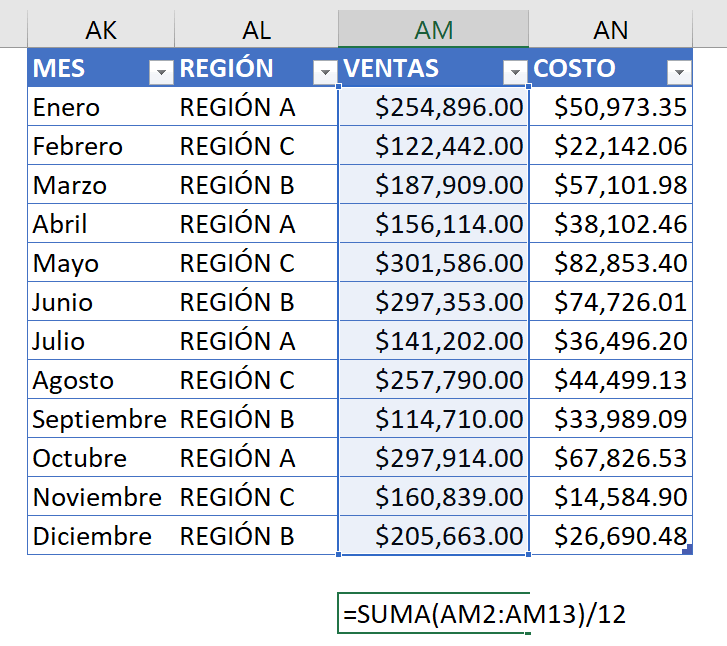 AK AL AM AN
MES REGIÓN VENTAS COSTO
Enero REGIÓN A $254,896.00 $50,973.35
Febrero REGIÓN C $122,442.00 $22,142.06
Marzo REGIÓN B $187,909.00 $57,101.98
Abril REGIÓN A $156,114.00 $38,102.46
Mayo REGIÓN C $301,586.00 $82,853.40
Junio REGIÓN B $297,353.00 $74,726.01
Julio REGIÓN A $141,202.00 $36,496.20
Agosto REGIÓN C $257,790.00 $44,499.13
Septiembre REGIÓN B $114,710.00 $33,989.09
Octubre REGIÓN A $297,914.00 $67,826.53
Noviembre REGIÓN C $160,839.00 $14,584.90
Diciembre REGIÓN B $205,663.00 $26,690.48
=SUMA(AM2:AM13)/12